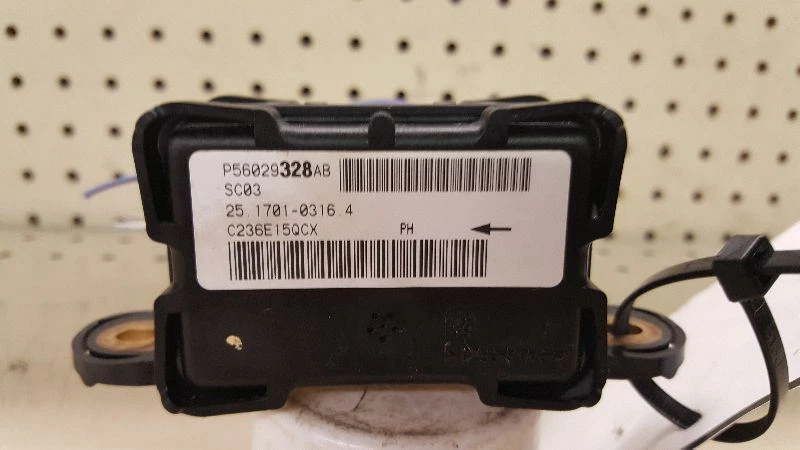 P56029328AB
SC03
25.1701-0316.4
C236E15QCX PH ←